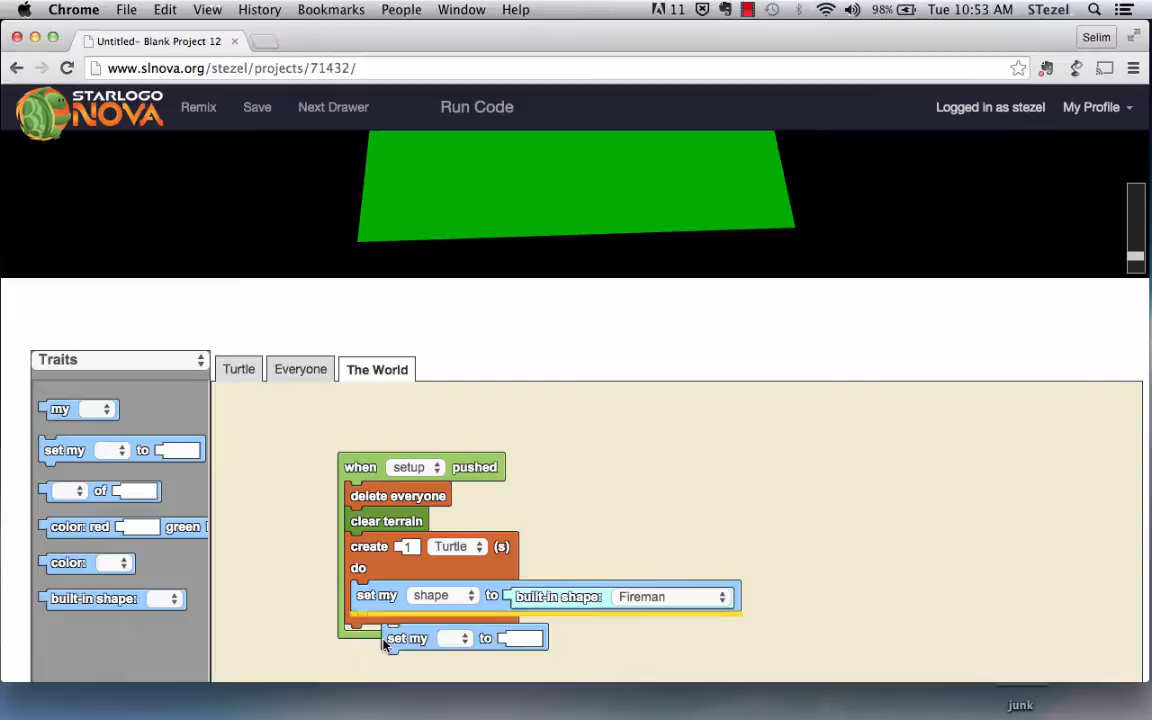 Chrome File Edit View History Bookmarks People Window Help 11 98% Tue 10:53 AM STezel
Untitled- Blank Project 12 × Selim
www.slnova.org/stezel/projects/71432/
STARLOGO NOVA Remix Save Next Drawer Run Code Logged in as stezel My Profile
Traits Turtle Everyone The World
my
set my to
of
color: red green
color:
built-in shape:
when setup pushed
delete everyone
clear terrain
create 1 Turtle (s)
do
set my shape to built-in shape: Fireman
set my to
junk